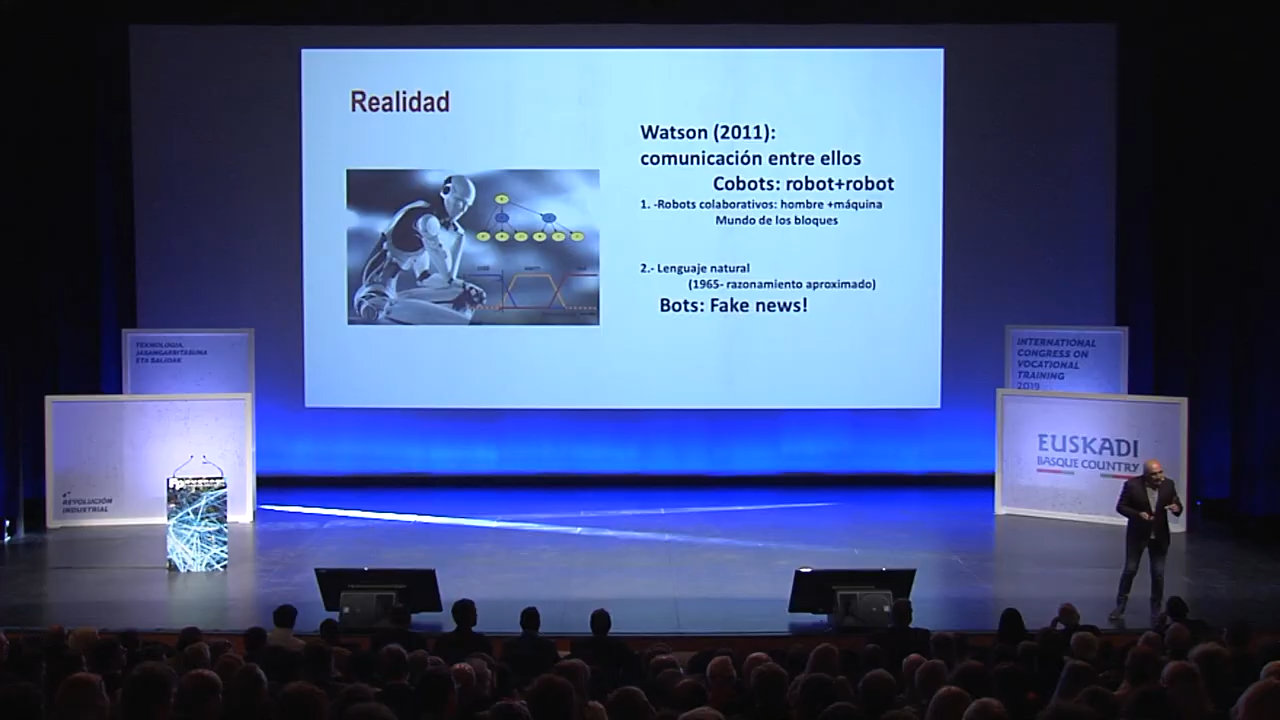 Realidad
Watson (2011):
comunicación entre ellos
Cobots: robot+robot
1. -Robots colaborativos: hombre +máquina
Mundo de los bloques
2.- Lenguaje natural
(1965- razonamiento aproximado)
Bots: Fake news!
TEKNOLOGIA,
JASANGARRITASUNA
ETA BALIOAK
4ª REVOLUCIÓN
INDUSTRIAL
INTERNATIONAL
CONGRESS ON
VOCATIONAL
TRAINING
2019
EUSKADI
BASQUE COUNTRY